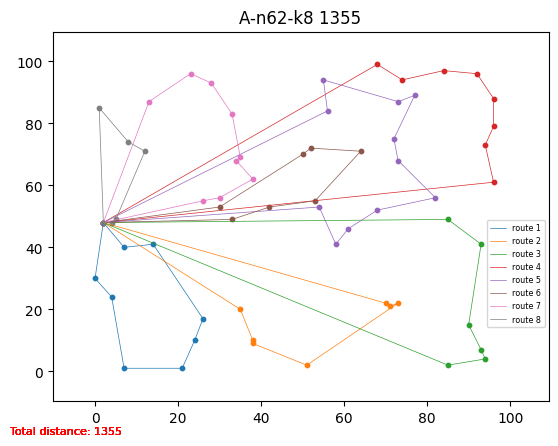 A-n62-k8 1355
100
80
60
40
20
0
0 20 40 60 80 100
route 1
route 2
route 3
route 4
route 5
route 6
route 7
route 8
Total distance: 1355